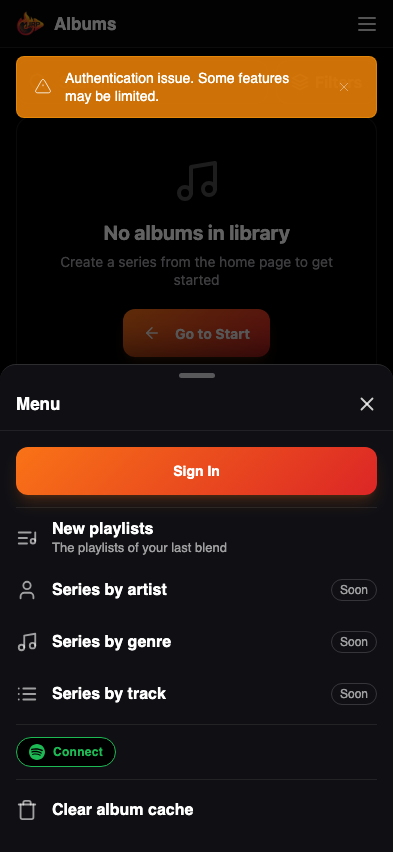 Albums
Authentication issue. Some features
may be limited.
Filters
No albums in library
Create a series from the home page to get
started
Go to Start
Menu
Sign In
New playlists
The playlists of your last blend
Series by artist
Soon
Series by genre
Soon
Series by track
Soon
Connect
Clear album cache